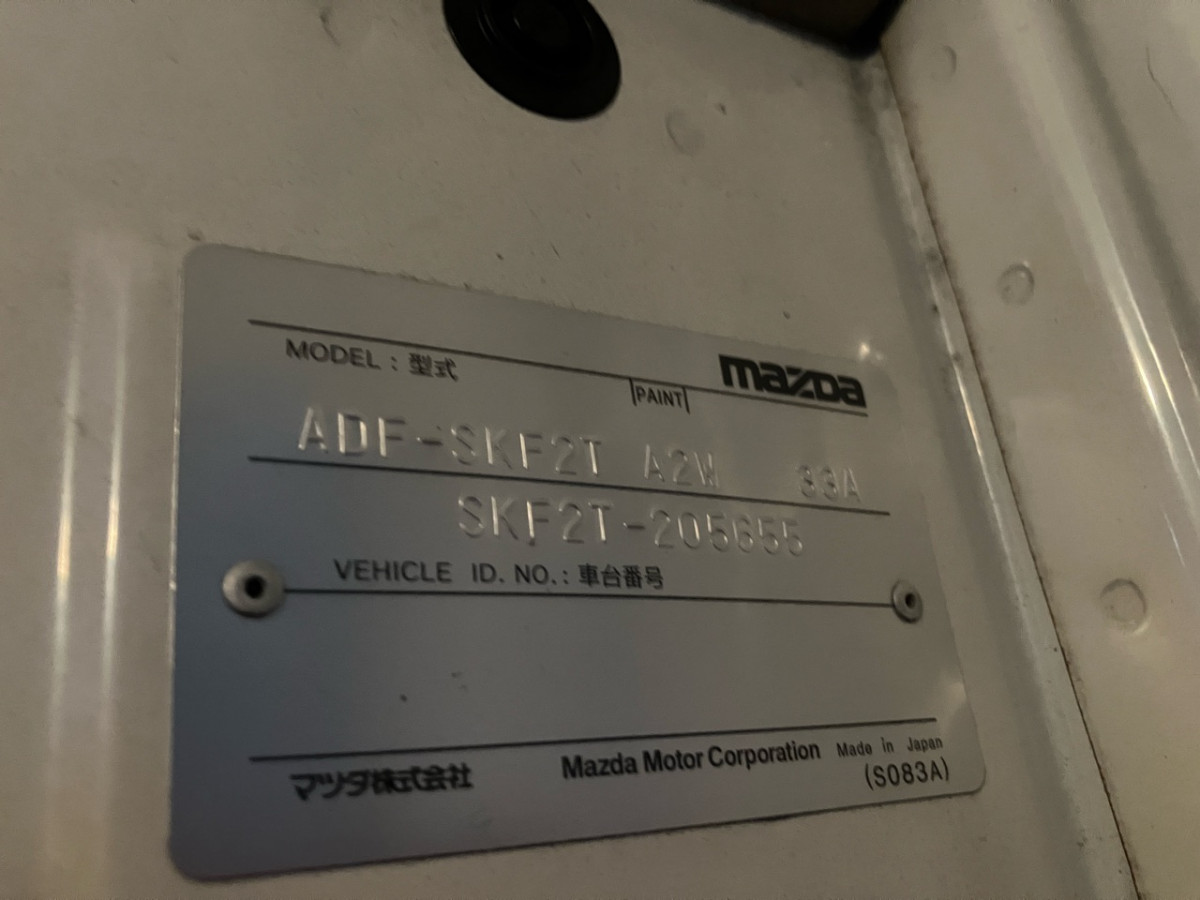 MODEL : 型式
PAINT
mazda
ADF-SKF2T A2W 33A
SKF2T-205655
VEHICLE ID. NO. : 車台番号
マツダ株式会社 Mazda Motor Corporation Made in Japan
(S083A)